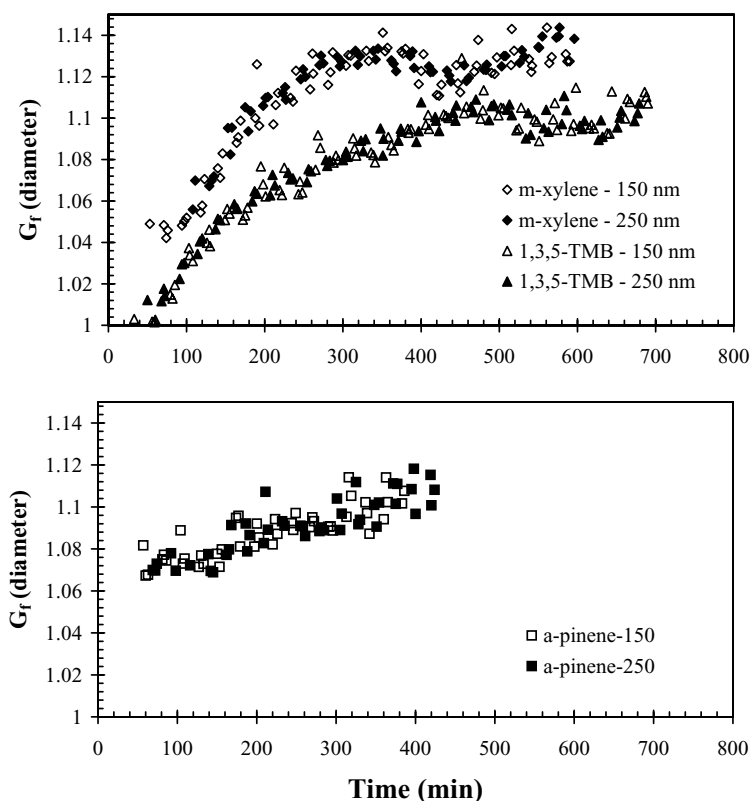 1.14
1.12
1.1
1.08
1.06
1.04
1.02
1
G_f (diameter)
m-xylene - 150 nm
m-xylene - 250 nm
1,3,5-TMB - 150 nm
1,3,5-TMB - 250 nm
0 100 200 300 400 500 600 700 800
1.14
1.12
1.1
1.08
1.06
1.04
1.02
1
G_f (diameter)
a-pinene-150
a-pinene-250
0 100 200 300 400 500 600 700 800
Time (min)